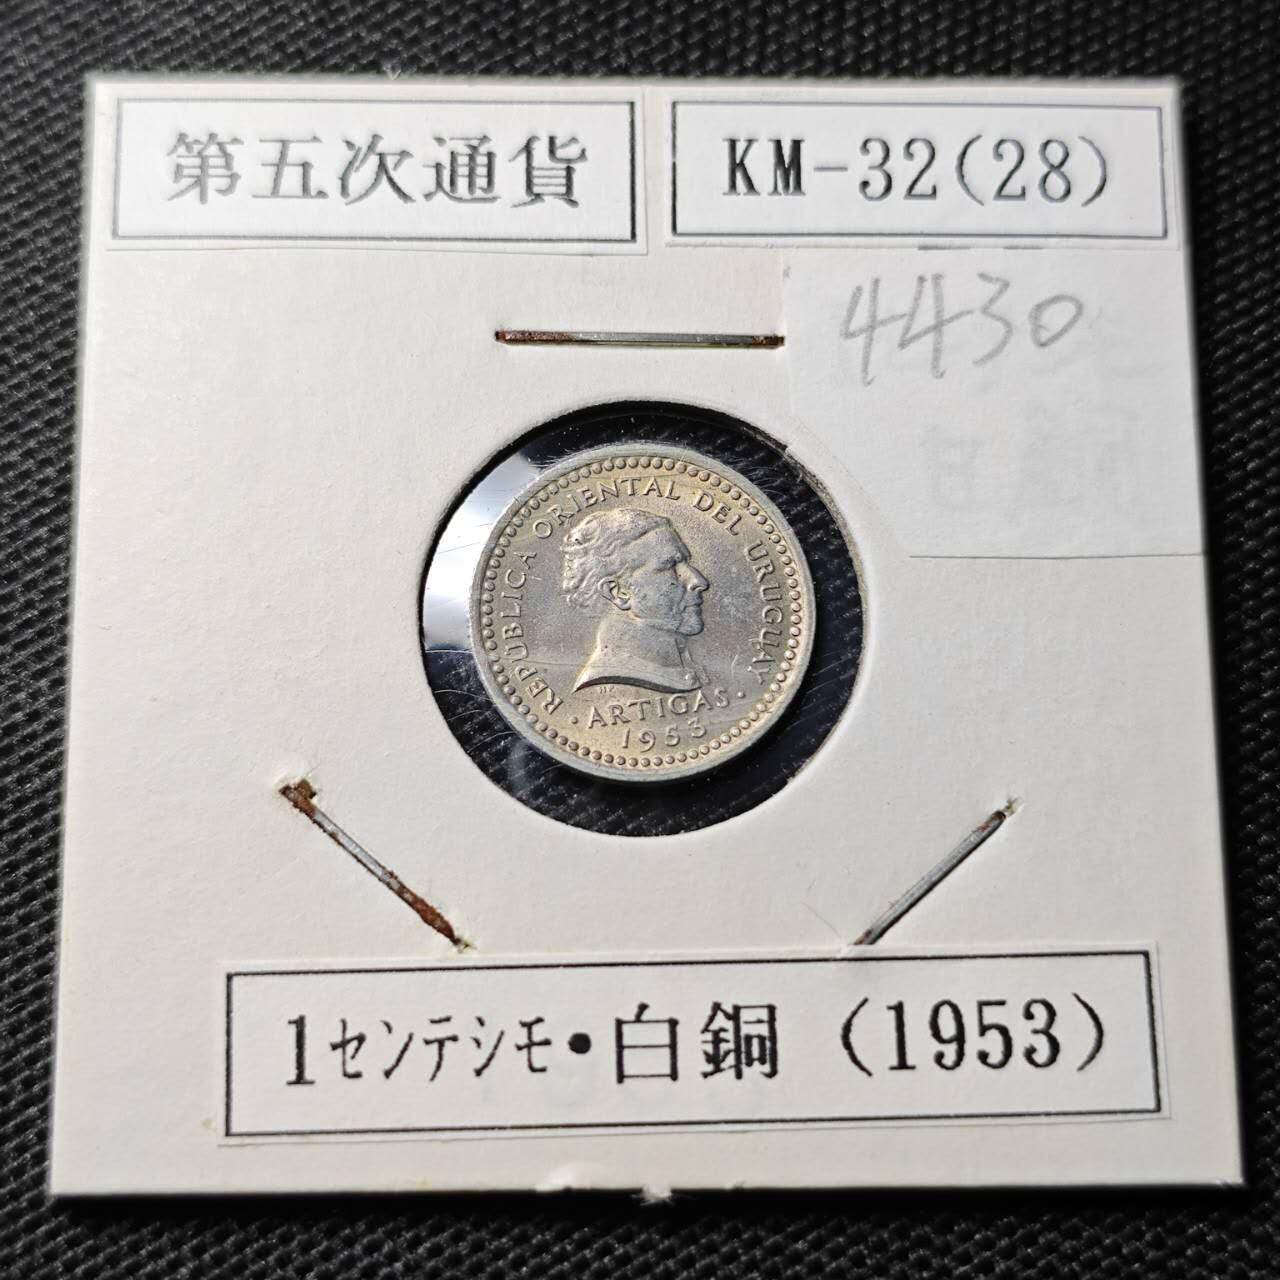 第五次通貨
KM-32(28)
4430
REPUBLICA ORIENTAL DEL URUGUAY
· ARTIGAS ·
1953
1センテシモ・白銅 (1953)